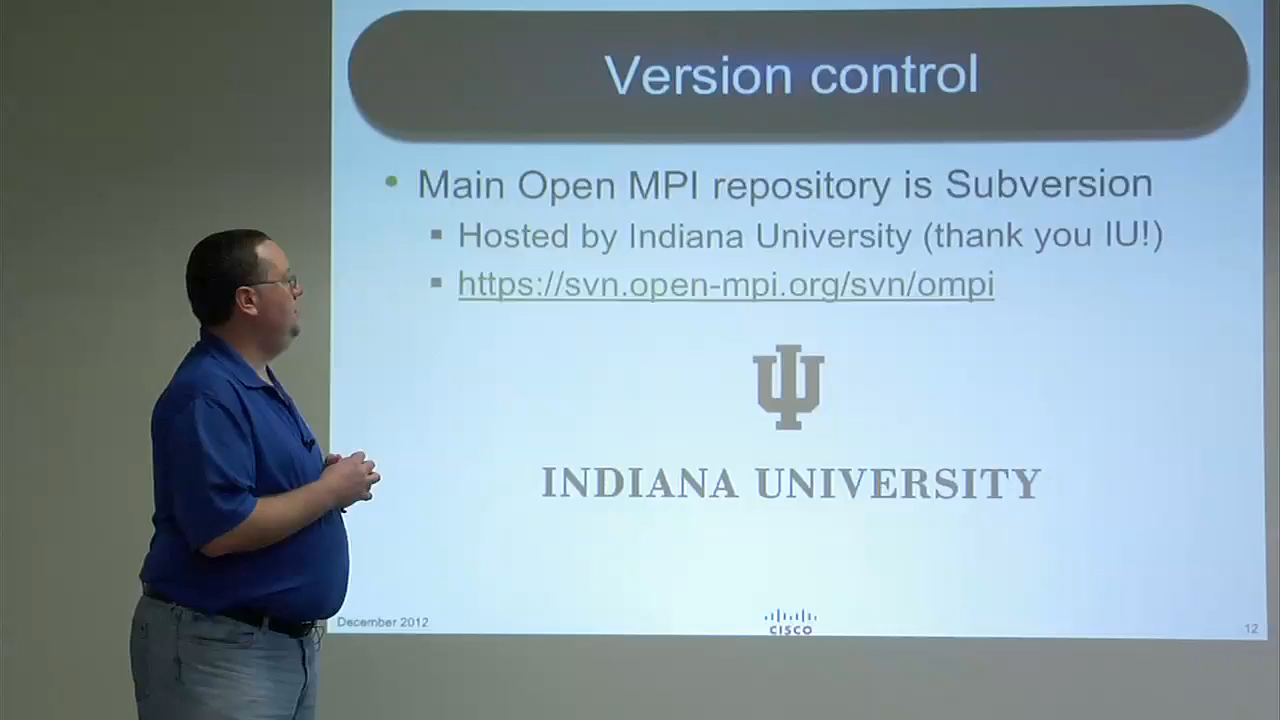 Version control
• Main Open MPI repository is Subversion
▪ Hosted by Indiana University (thank you IU!)
▪ https://svn.open-mpi.org/svn/ompi
INDIANA UNIVERSITY
December 2012
CISCO
12